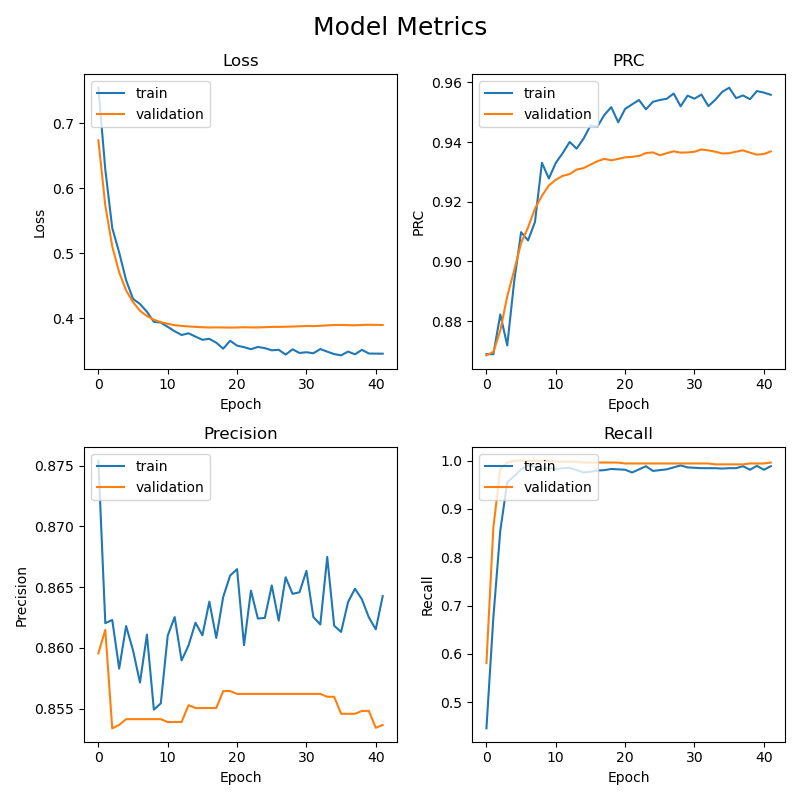 Model Metrics
Loss
train
validation
0.7
0.6
0.5
0.4
Loss
0 10 20 30 40
Epoch
PRC
train
validation
0.96
0.94
0.92
0.90
0.88
PRC
0 10 20 30 40
Epoch
Precision
train
validation
0.875
0.870
0.865
0.860
0.855
Precision
0 10 20 30 40
Epoch
Recall
train
validation
1.0
0.9
0.8
0.7
0.6
0.5
Recall
0 10 20 30 40
Epoch